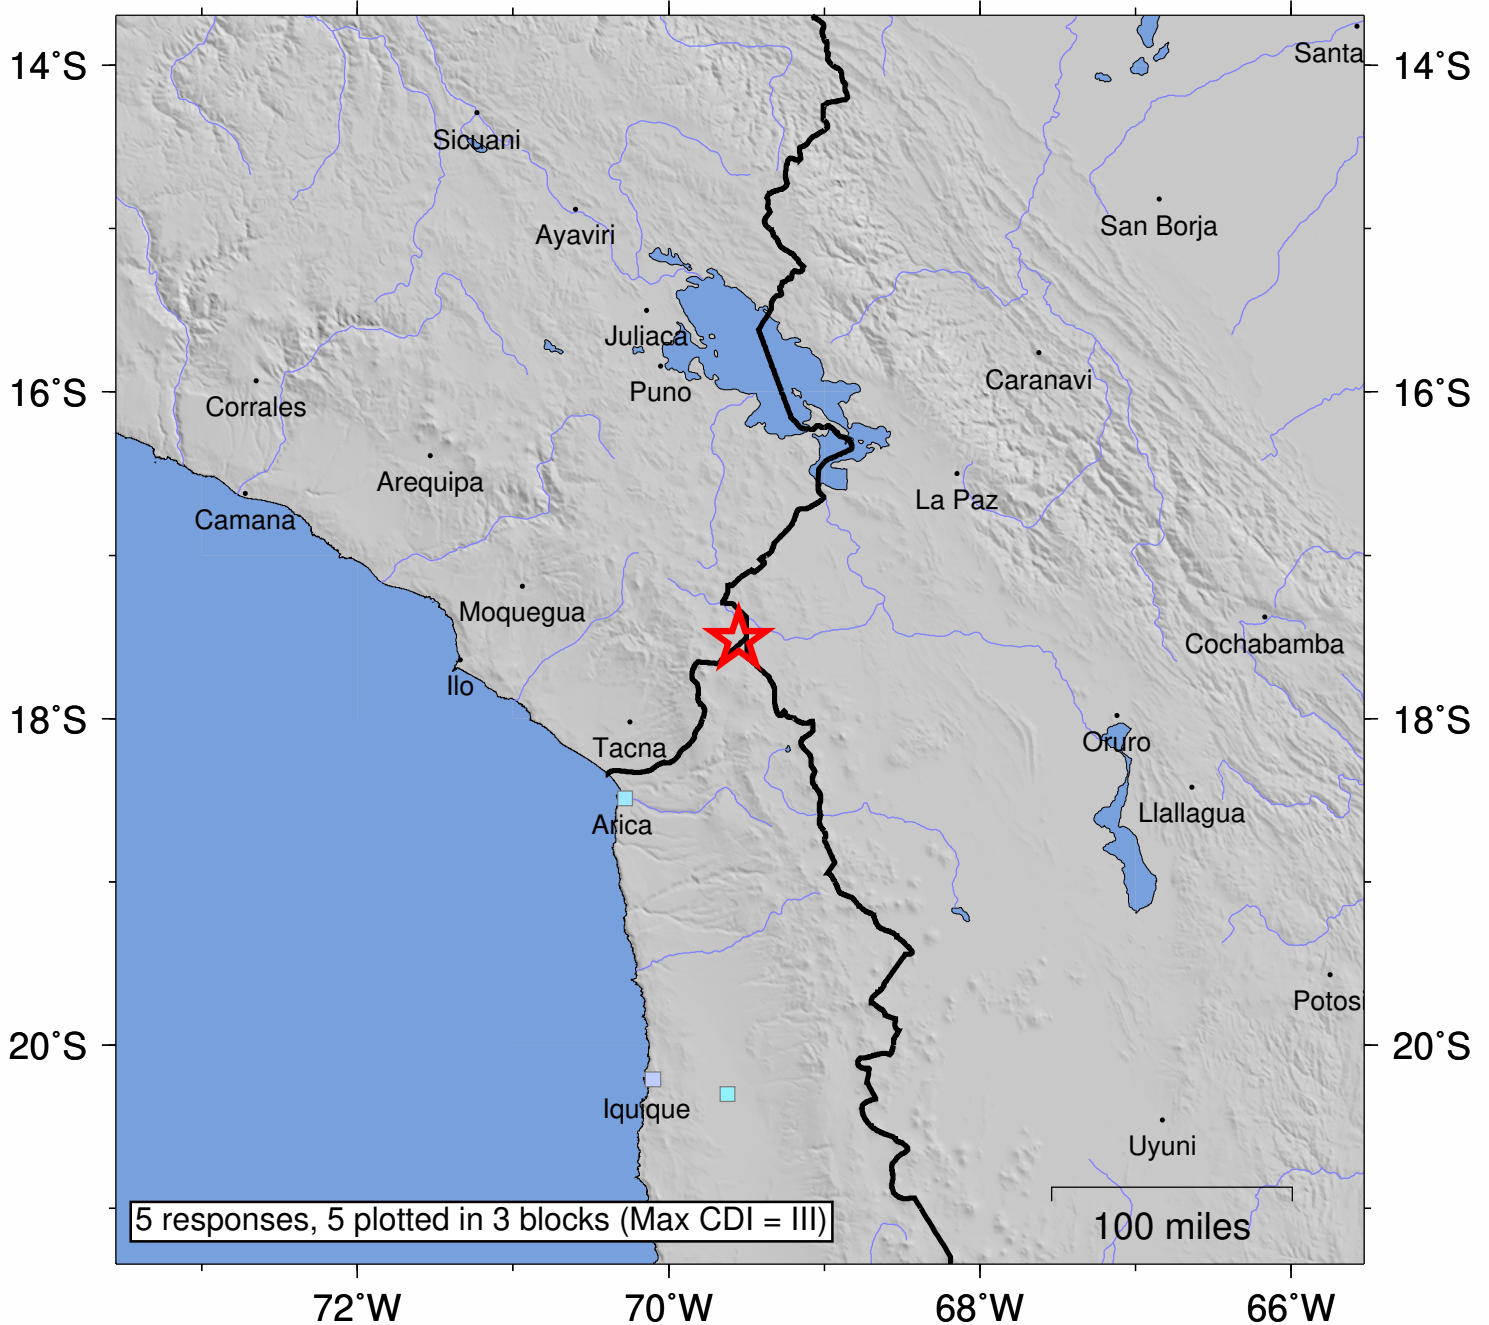 Santa
14°S
14°S
Sicuani
San Borja
Ayaviri
Juliaca
Caranavi
Puno
16°S
16°S
Corrales
Arequipa
La Paz
Camana
Moquegua
Cochabamba
Ilo
18°S
18°S
Oruro
Tacna
Llallagua
Arica
Potosi
20°S
20°S
Iquique
Uyuni
5 responses, 5 plotted in 3 blocks (Max CDI = III)
100 miles
72°W
70°W
68°W
66°W